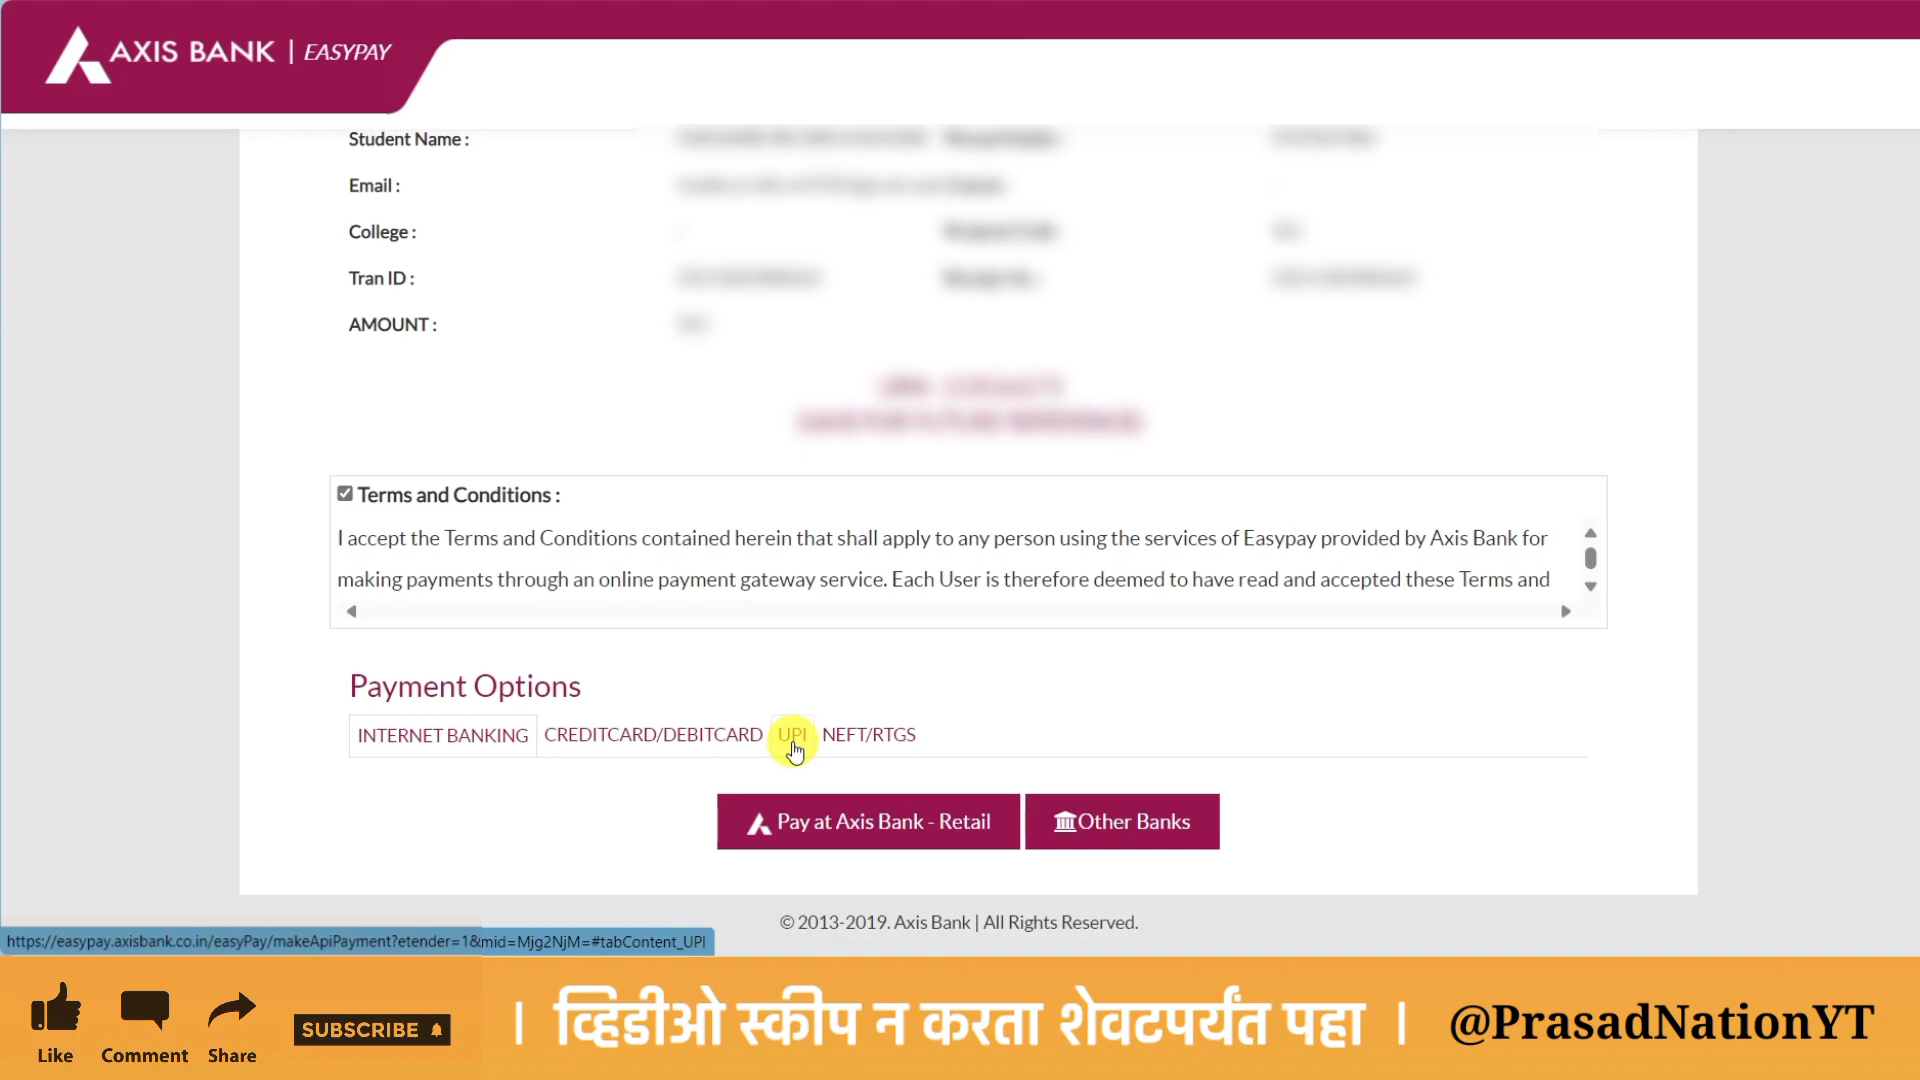 AXIS BANK | EASYPAY
Student Name :
Email :
College :
Tran ID :
AMOUNT :
Terms and Conditions :
I accept the Terms and Conditions contained herein that shall apply to any person using the services of Easypay provided by Axis Bank for
making payments through an online payment gateway service. Each User is therefore deemed to have read and accepted these Terms and
Payment Options
INTERNET BANKING CREDITCARD/DEBITCARD UPI NEFT/RTGS
Pay at Axis Bank - Retail Other Banks
© 2013-2019. Axis Bank | All Rights Reserved.
https://easypay.axisbank.co.in/easyPay/makeApiPayment?etender=1&mid=Mjg2NjM=#tabContent_UPI
Like Comment Share SUBSCRIBE
। व्हिडीओ स्कीप न करता शेवटपर्यंत पहा ।
@PrasadNationYT